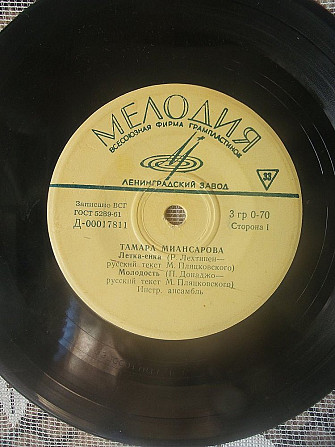 МЕЛОДИЯ
ВСЕСОЮЗНАЯ ФИРМА ГРАМПЛАСТИНОК
33
ЛЕНИНГРАДСКИЙ ЗАВОД
Записано ВСГ
ГОСТ 5289-61
Д-00017811
3 гр 0-70
Сторона 1
ТАМАРА МИАНСАРОВА
Летка-енка (Р. Лехтинен—
русский текст М. Пляцковского)
Молодость (П. Донаджо—
русский текст М. Пляцковского)
Инстр. ансамбль